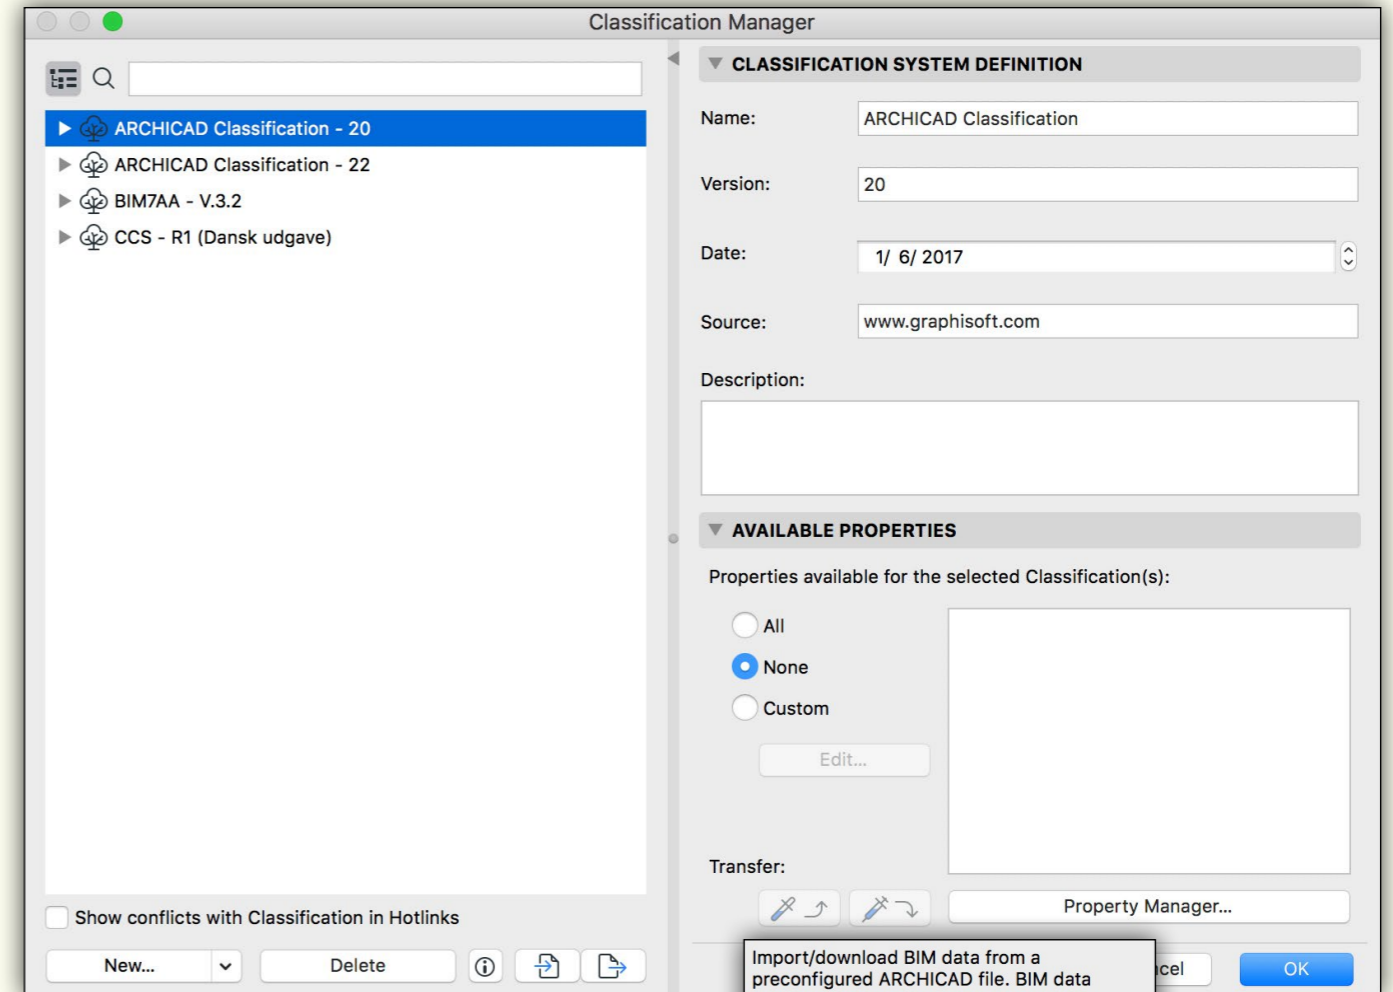 Classification Manager
ARCHICAD Classification - 20
ARCHICAD Classification - 22
BIM7AA - V.3.2
CCS - R1 (Dansk udgave)
Show conflicts with Classification in Hotlinks
New...
Delete
CLASSIFICATION SYSTEM DEFINITION
Name: ARCHICAD Classification
Version: 20
Date: 1/ 6/ 2017
Source: www.graphisoft.com
Description:
AVAILABLE PROPERTIES
Properties available for the selected Classification(s):
All
None
Custom
Edit...
Transfer:
Property Manager...
Import/download BIM data from a
preconfigured ARCHICAD file. BIM data
cel
OK